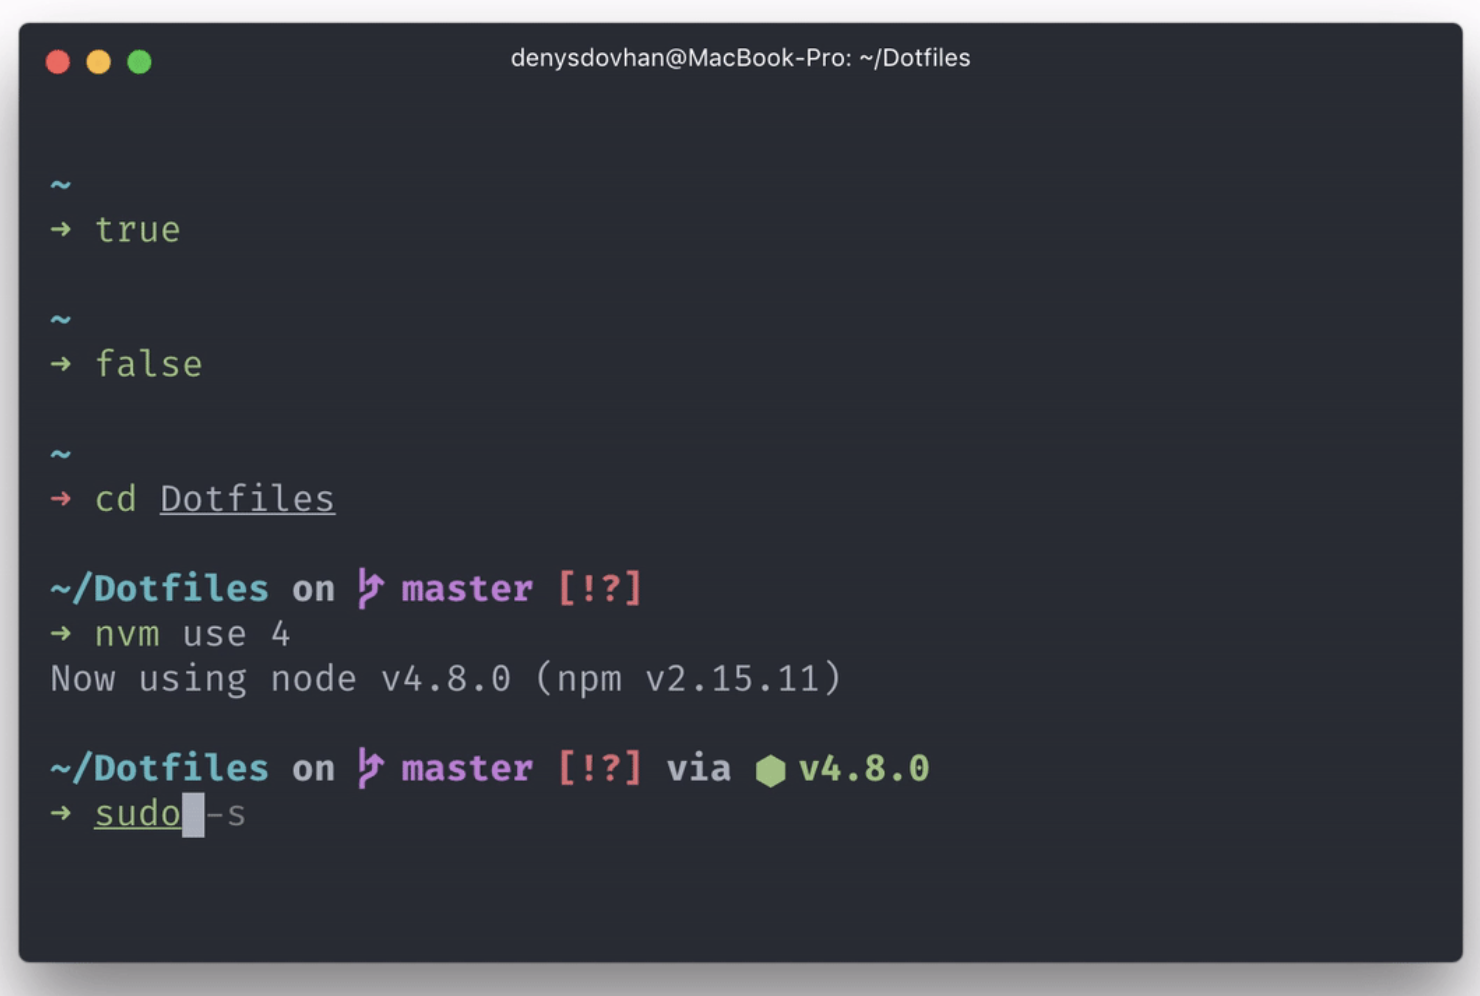 denysdovhan@MacBook-Pro: ~/Dotfiles
~
➜ true
~
➜ false
~
➜ cd Dotfiles
~/Dotfiles on master [!?]
➜ nvm use 4
Now using node v4.8.0 (npm v2.15.11)
~/Dotfiles on master [!?] via ⬢ v4.8.0
➜ sudo -s